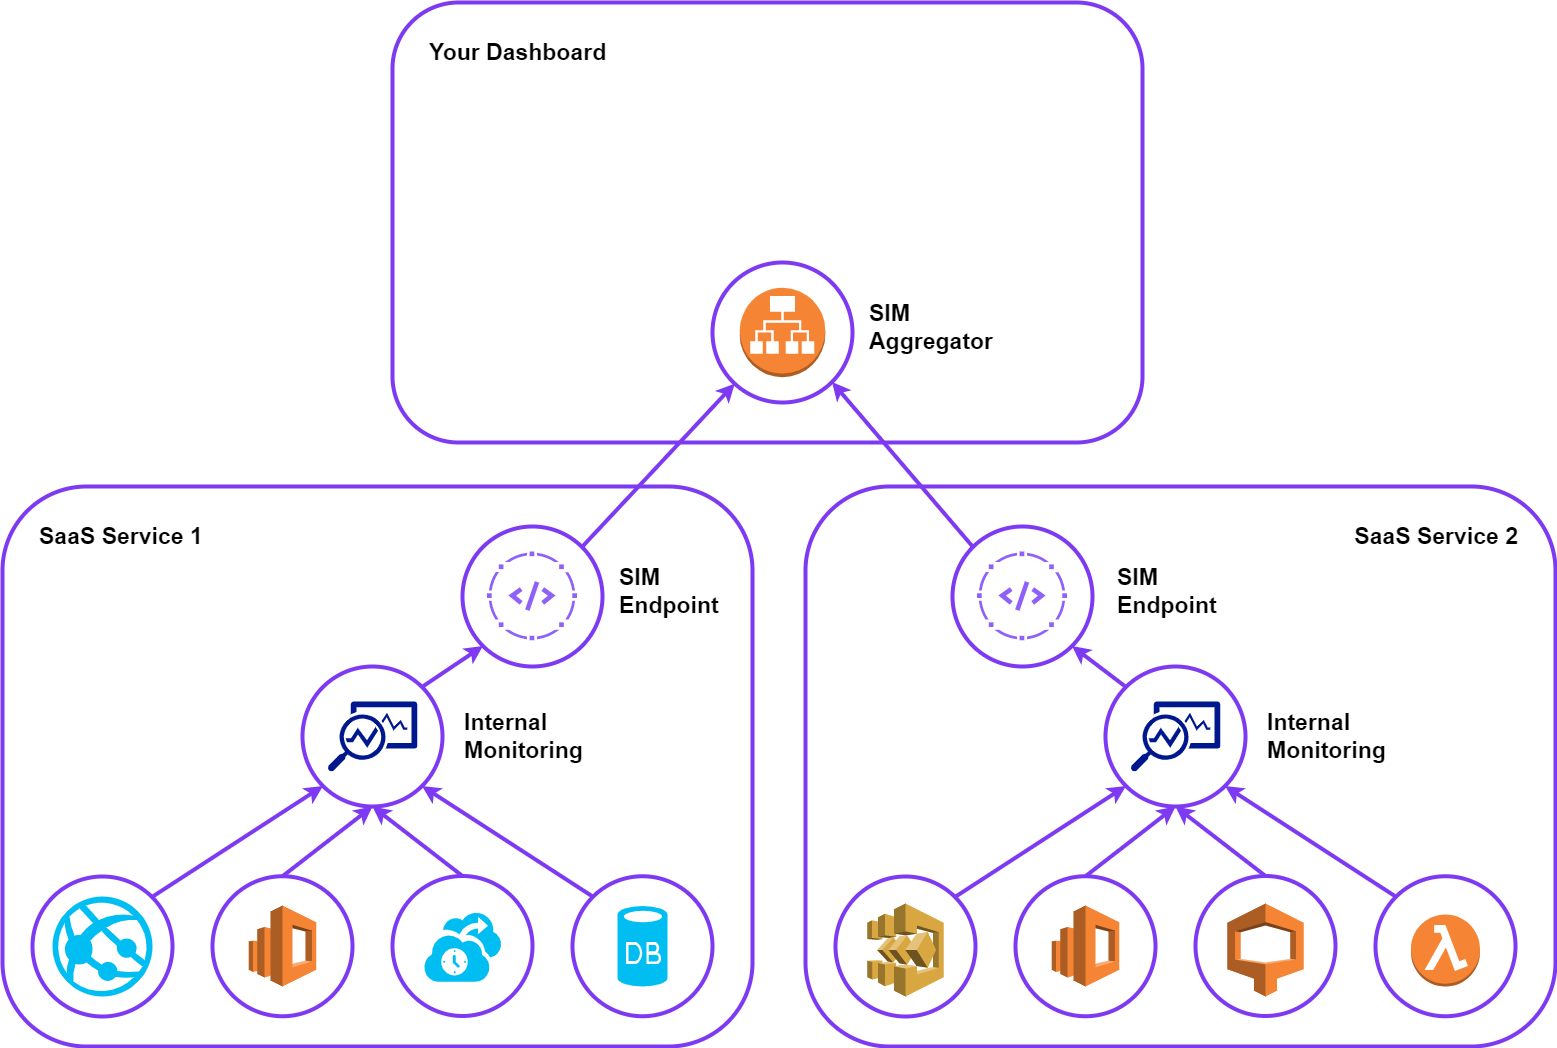 Your Dashboard
SIM
Aggregator
SaaS Service 1
SaaS Service 2
SIM
Endpoint
SIM
Endpoint
Internal
Monitoring
Internal
Monitoring
DB